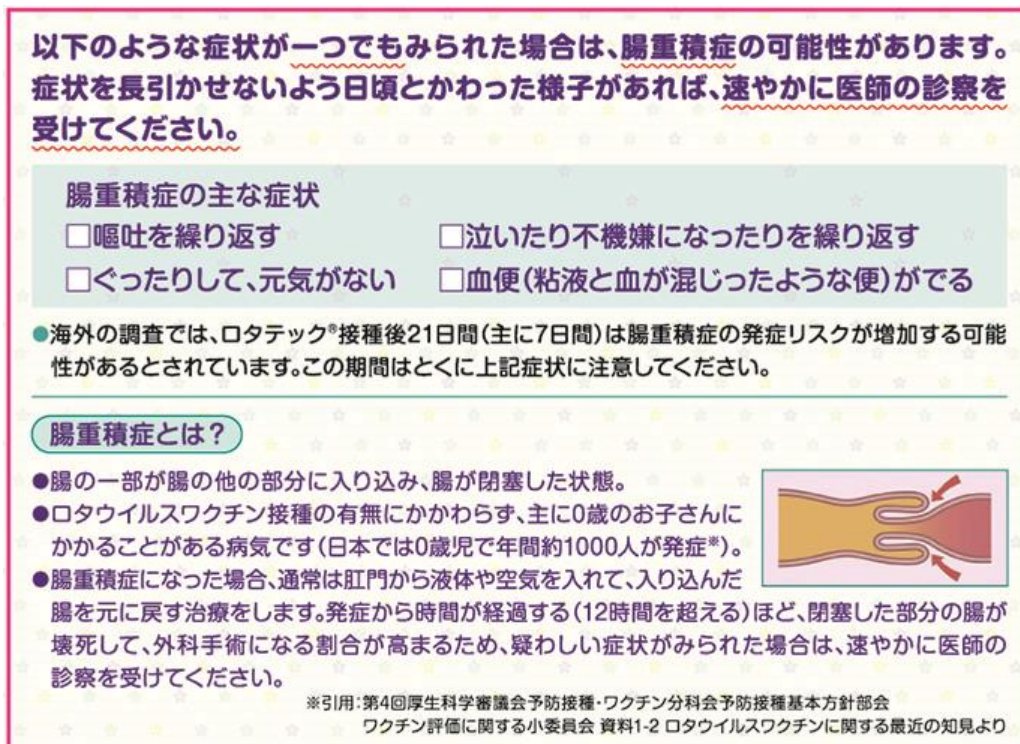 以下のような症状が一つでもみられた場合は、腸重積症の可能性があります。
症状を長引かせないよう日頃とかわった様子があれば、速やかに医師の診察を
受けてください。
腸重積症の主な症状
□嘔吐を繰り返す □泣いたり不機嫌になったりを繰り返す
□ぐったりして、元気がない □血便(粘液と血が混じったような便)がでる
●海外の調査では、ロタテック®接種後21日間(主に7日間)は腸重積症の発症リスクが増加する可能
性があるとされています。この期間はとくに上記症状に注意してください。
腸重積症とは?
●腸の一部が腸の他の部分に入り込み、腸が閉塞した状態。
●ロタウイルスワクチン接種の有無にかかわらず、主に0歳のお子さんに
かかることがある病気です(日本では0歳児で年間約1000人が発症※)。
●腸重積症になった場合、通常は肛門から液体や空気を入れて、入り込んだ
腸を元に戻す治療をします。発症から時間が経過する(12時間を超える)ほど、閉塞した部分の腸が
壊死して、外科手術になる割合が高まるため、疑わしい症状がみられた場合は、速やかに医師の
診察を受けてください。
※引用:第4回厚生科学審議会予防接種・ワクチン分科会予防接種基本方針部会
ワクチン評価に関する小委員会 資料1-2 ロタウイルスワクチンに関する最近の知見より